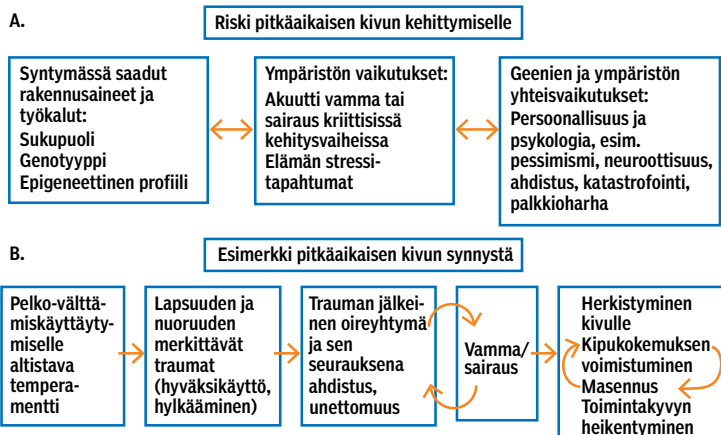 A.
Riski pitkäaikaisen kivun kehittymiselle
Syntymässä saadut
rakennusaineet ja
työkalut:
Sukupuoli
Genotyyppi
Epigeneettinen profiili
Ympäristön vaikutukset:
Akuutti vamma tai
sairaus kriittisissä
kehitysvaiheissa
Elämän stressi-
tapahtumat
Geenien ja ympäristön
yhteisvaikutukset:
Persoonallisuus ja
psykologia, esim.
pessimismi, neuroottisuus,
ahdistus, katastrofointi,
palkkioharha
B.
Esimerkki pitkäaikaisen kivun synnystä
Pelko-välttä-
miskäyttäyty-
miselle
altistava
tempera-
mentti
Lapsuuden ja
nuoruuden
merkittävät
traumat
(hyväksikäyttö,
hylkääminen)
Trauman jälkei-
nen oireyhtymä
ja sen
seurauksena
ahdistus,
unettomuus
Vamma/
sairaus
Herkistyminen
kivulle
Kipukokemuksen
voimistuminen
Masennus
Toimintakyvyn
heikentyminen